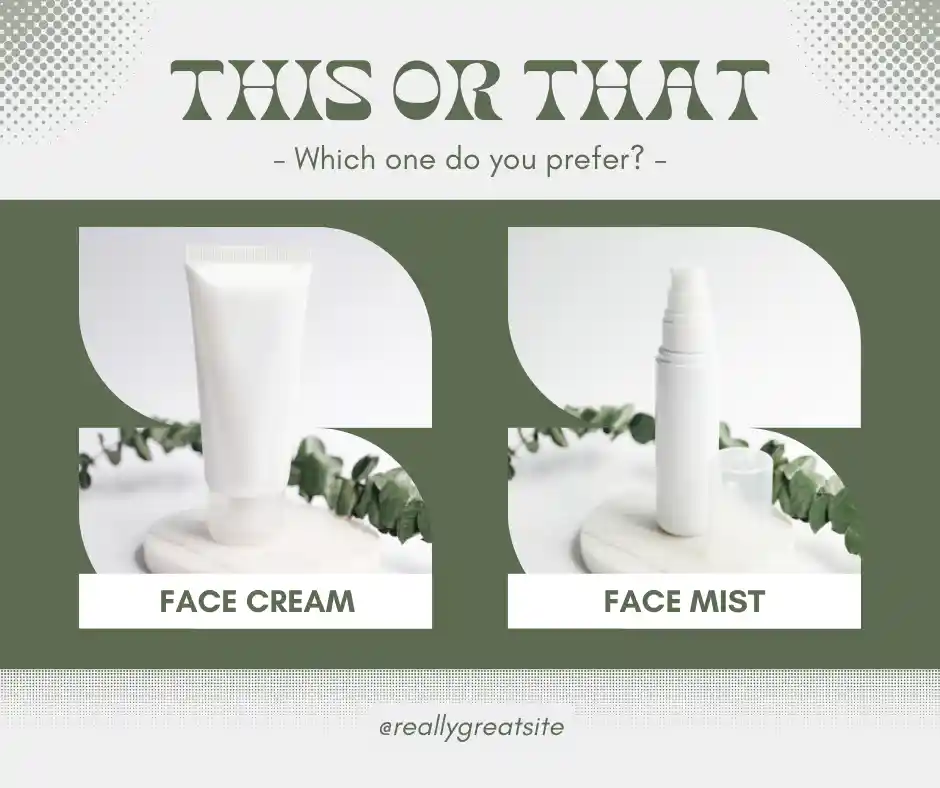 THIS OR THAT
- Which one do you prefer? -
FACE CREAM
FACE MIST
@reallygreatsite